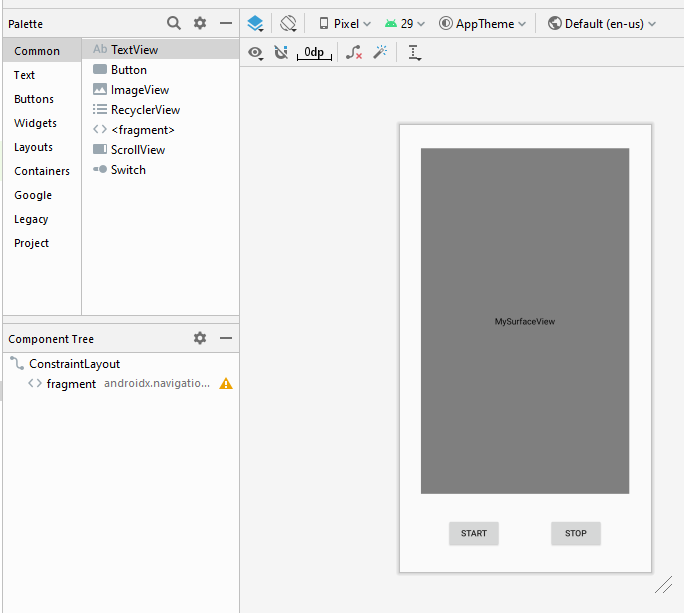 Palette
Pixel 29 AppTheme Default (en-us)
Common
Text
Buttons
Widgets
Layouts
Containers
Google
Legacy
Project
Ab TextView
Button
ImageView
RecyclerView
<fragment>
ScrollView
Switch
0dp
Component Tree
ConstraintLayout
fragment androidx.navigatio...
MySurfaceView
START STOP